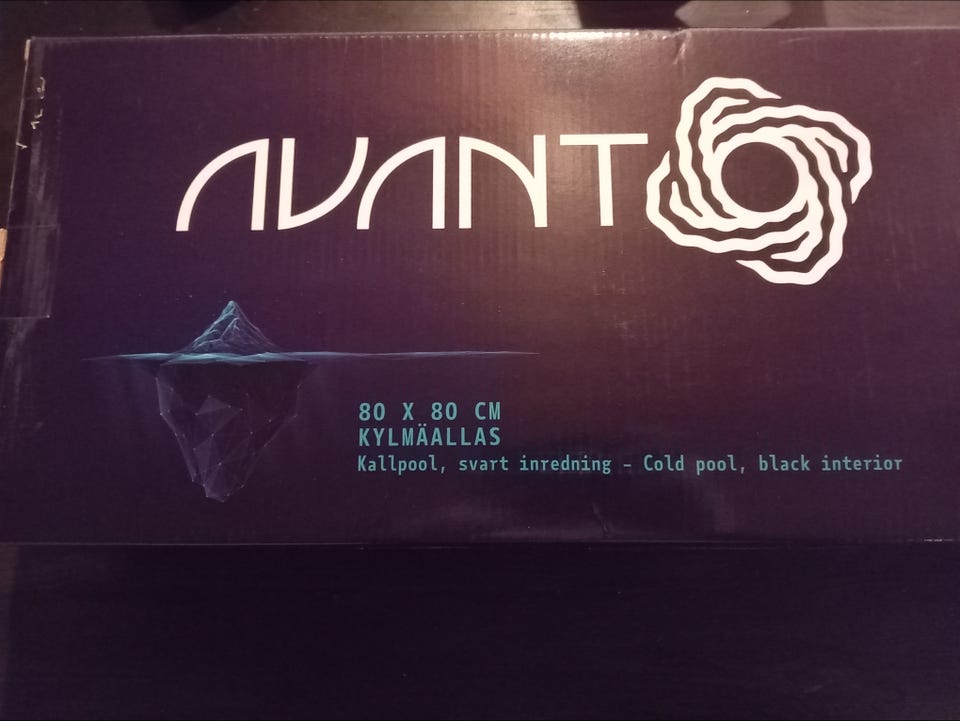 AVANTO
80 X 80 CM
KYLMÄALLAS
Kallpool, svart inredning – Cold pool, black interior